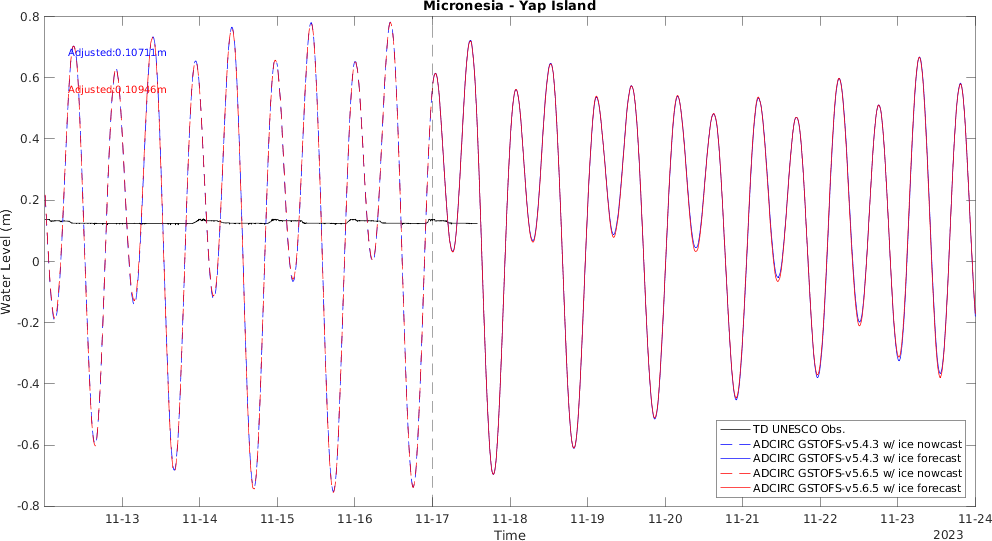 Micronesia - Yap Island
Adjusted:0.10711m
Adjusted:0.10946m
Water Level (m)
0.8
0.6
0.4
0.2
0
-0.2
-0.4
-0.6
-0.8
TD UNESCO Obs.
ADCIRC GSTOFS-v5.4.3 w/ ice nowcast
ADCIRC GSTOFS-v5.4.3 w/ ice forecast
ADCIRC GSTOFS-v5.6.5 w/ ice nowcast
ADCIRC GSTOFS-v5.6.5 w/ ice forecast
11-13 11-14 11-15 11-16 11-17 11-18 11-19 11-20 11-21 11-22 11-23 11-24
Time
2023